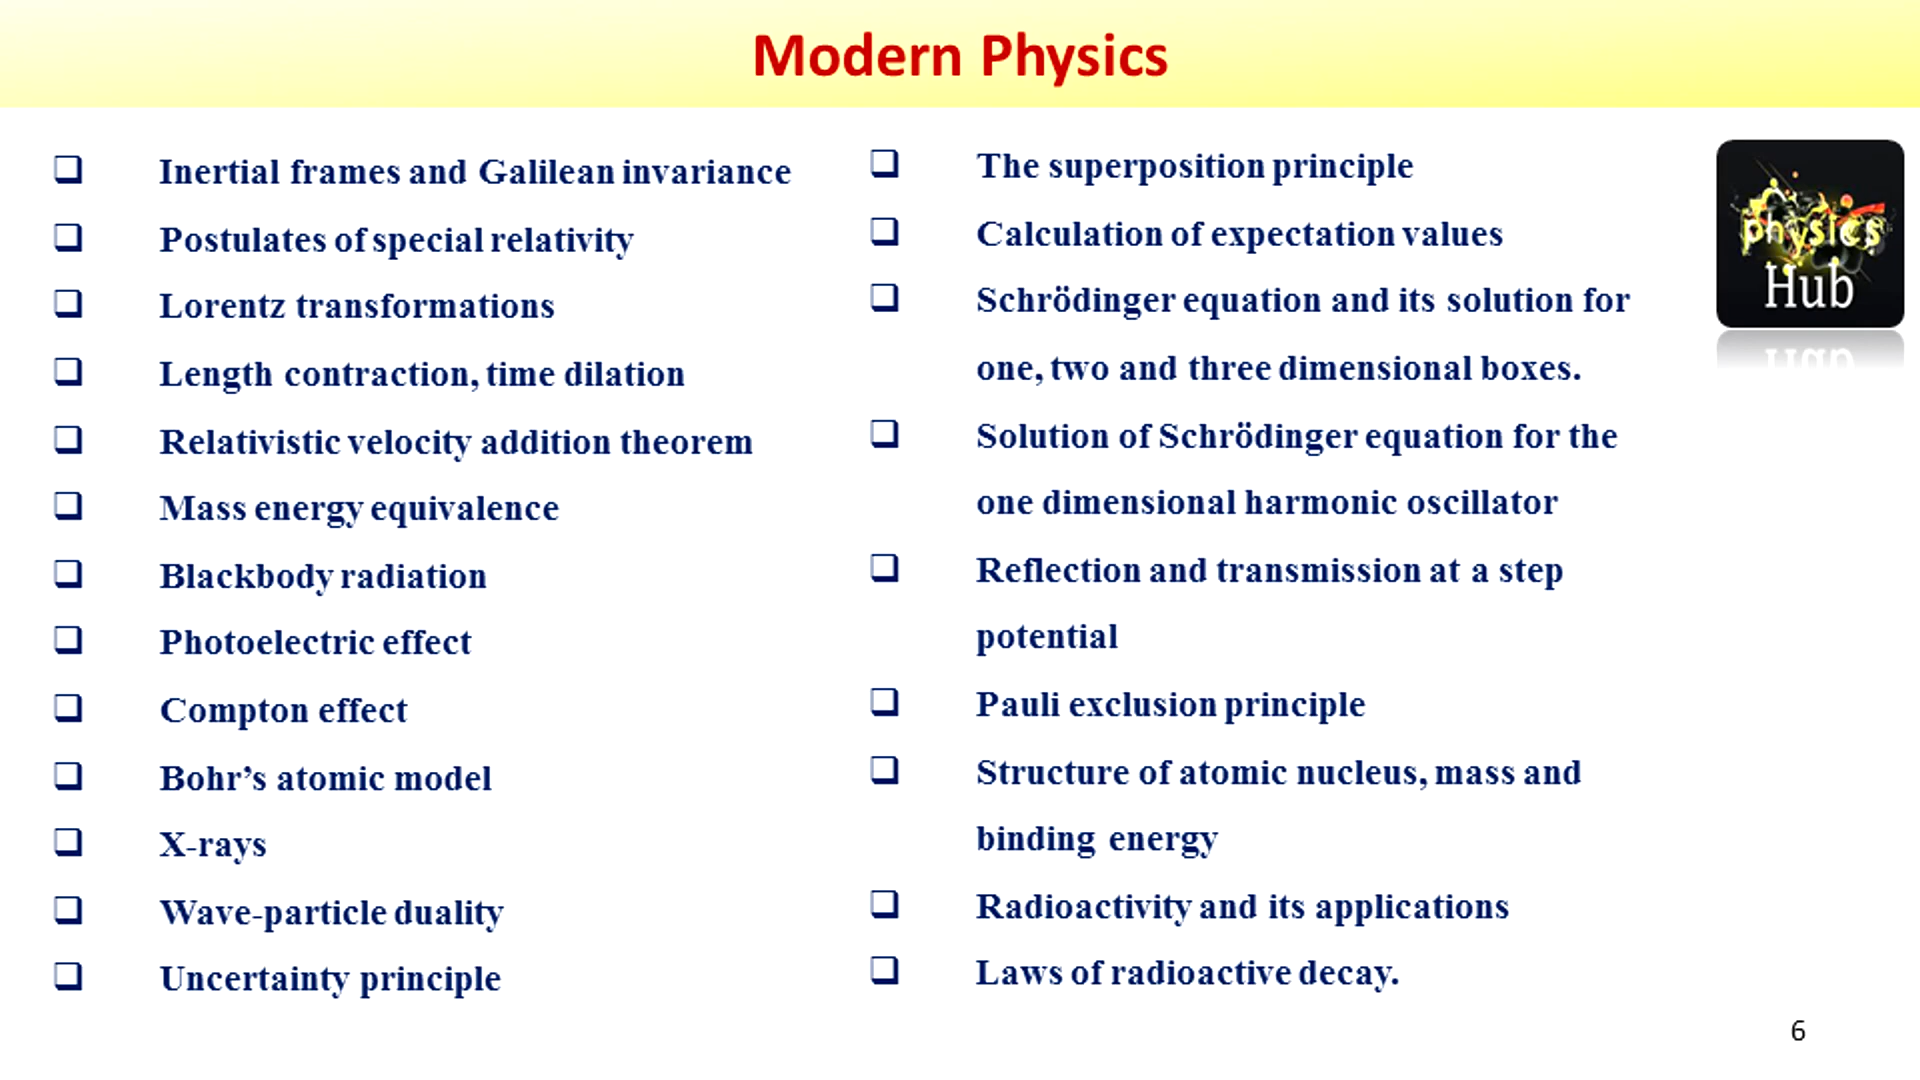 Modern Physics
Inertial frames and Galilean invariance
Postulates of special relativity
Lorentz transformations
Length contraction, time dilation
Relativistic velocity addition theorem
Mass energy equivalence
Blackbody radiation
Photoelectric effect
Compton effect
Bohr’s atomic model
X-rays
Wave-particle duality
Uncertainty principle
The superposition principle
Calculation of expectation values
Schrödinger equation and its solution for
one, two and three dimensional boxes.
Solution of Schrödinger equation for the
one dimensional harmonic oscillator
Reflection and transmission at a step
potential
Pauli exclusion principle
Structure of atomic nucleus, mass and
binding energy
Radioactivity and its applications
Laws of radioactive decay.
physics
Hub
6